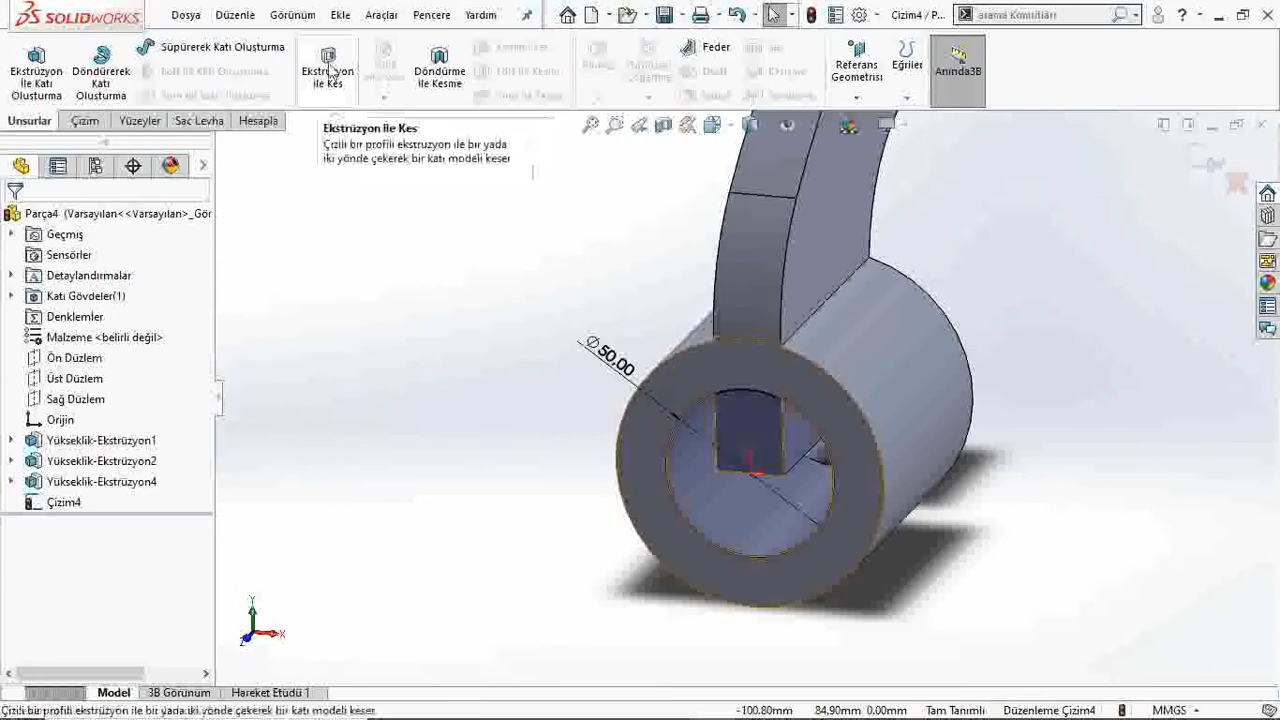 SOLIDWORKS
Dosya Düzenle Görünüm Ekle Araçlar Pencere Yardım
Çizim4 / P...
arama Komutları
Ekstrüzyon
ile Katı
Oluşturma
Döndürerek
Katı
Oluşturma
Süpürerek Katı Oluşturma
Ekstrüzyon
ile Kes
Döndürme
ile Kesme
Feder
Referans
Geometrisi
Eğriler
Anında3B
Unsurlar Çizim Yüzeyler Sac Levha Hesapla
Ekstrüzyon ile Kes
Çizili bir profili ekstrüzyon ile bir yada
iki yönde çekerek bir katı modeli keser
Parça4 (Varsayılan<<Varsayılan>_Gör
Geçmiş
Sensörler
Detaylandırmalar
Katı Gövdeler(1)
Denklemler
Malzeme <belirli değil>
Ön Düzlem
Üst Düzlem
Sağ Düzlem
Orijin
Yükseklik-Ekstrüzyon1
Yükseklik-Ekstrüzyon2
Yükseklik-Ekstrüzyon4
Çizim4
∅ 50,00
Y
X
Z
Model 3B Görünüm Hareket Etüdü 1
Çizili bir profili ekstrüzyon ile bir yada iki yönde çekerek bir katı modeli keser
-100.80mm 84,90mm 0.00mm Tam Tanımlı Düzenleme Çizim4 MMGS